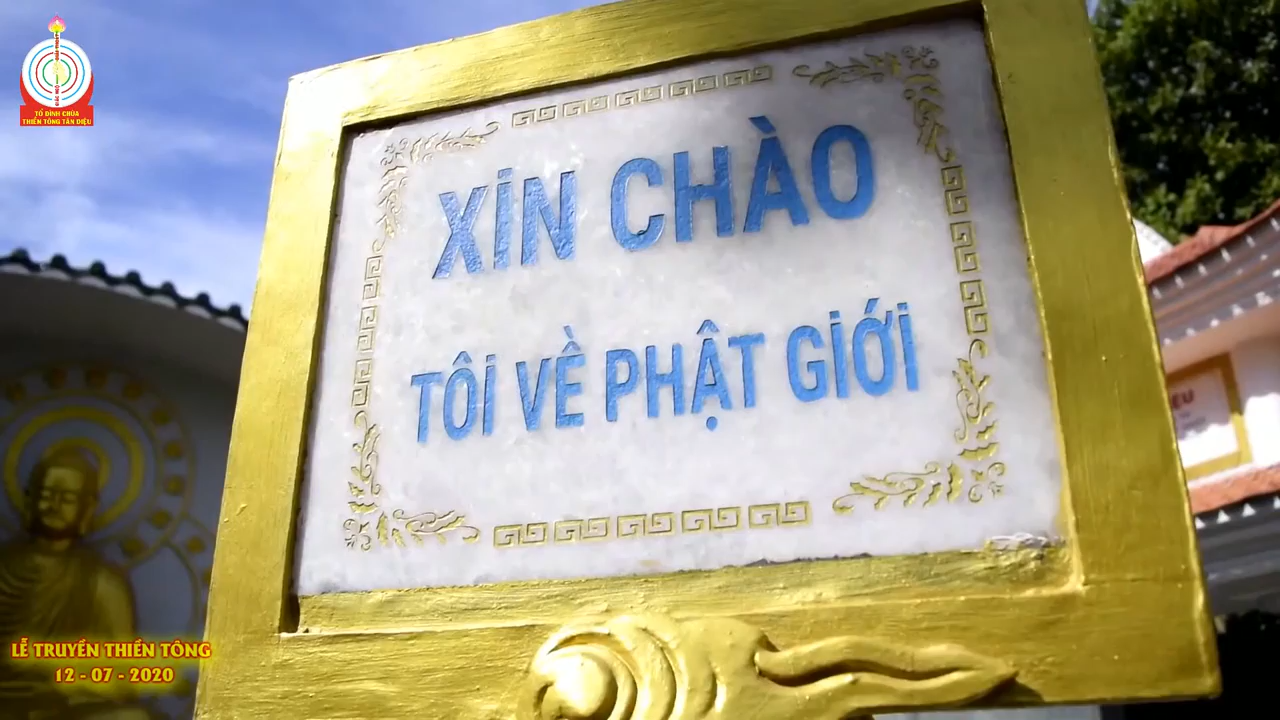 TỔ ĐÌNH CHÙA
THIỀN TÔNG TÂN DIỆU
XIN CHÀO
TÔI VỀ PHẬT GIỚI
LỄ TRUYỀN THIỀN TÔNG
12 - 07 - 2020